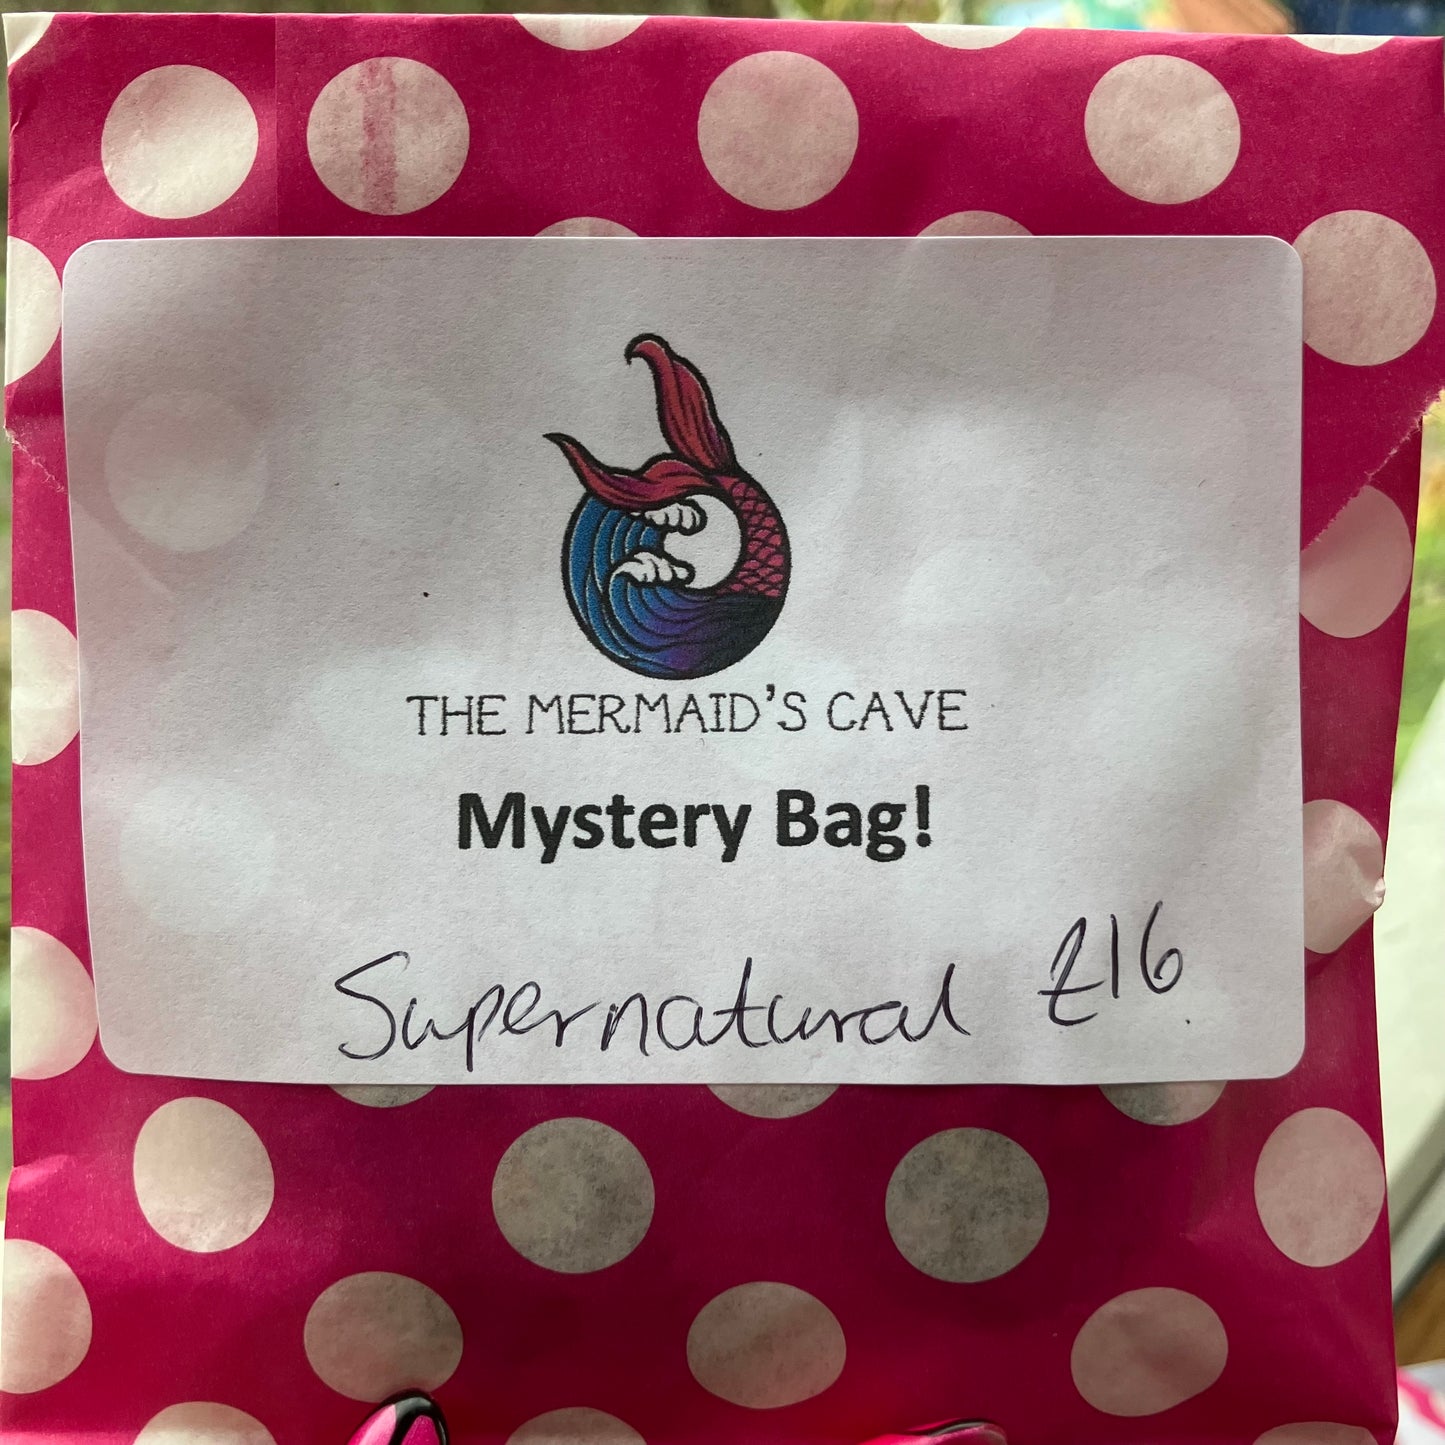 THE MERMAID'S CAVE
Mystery Bag!
Supernatural £16